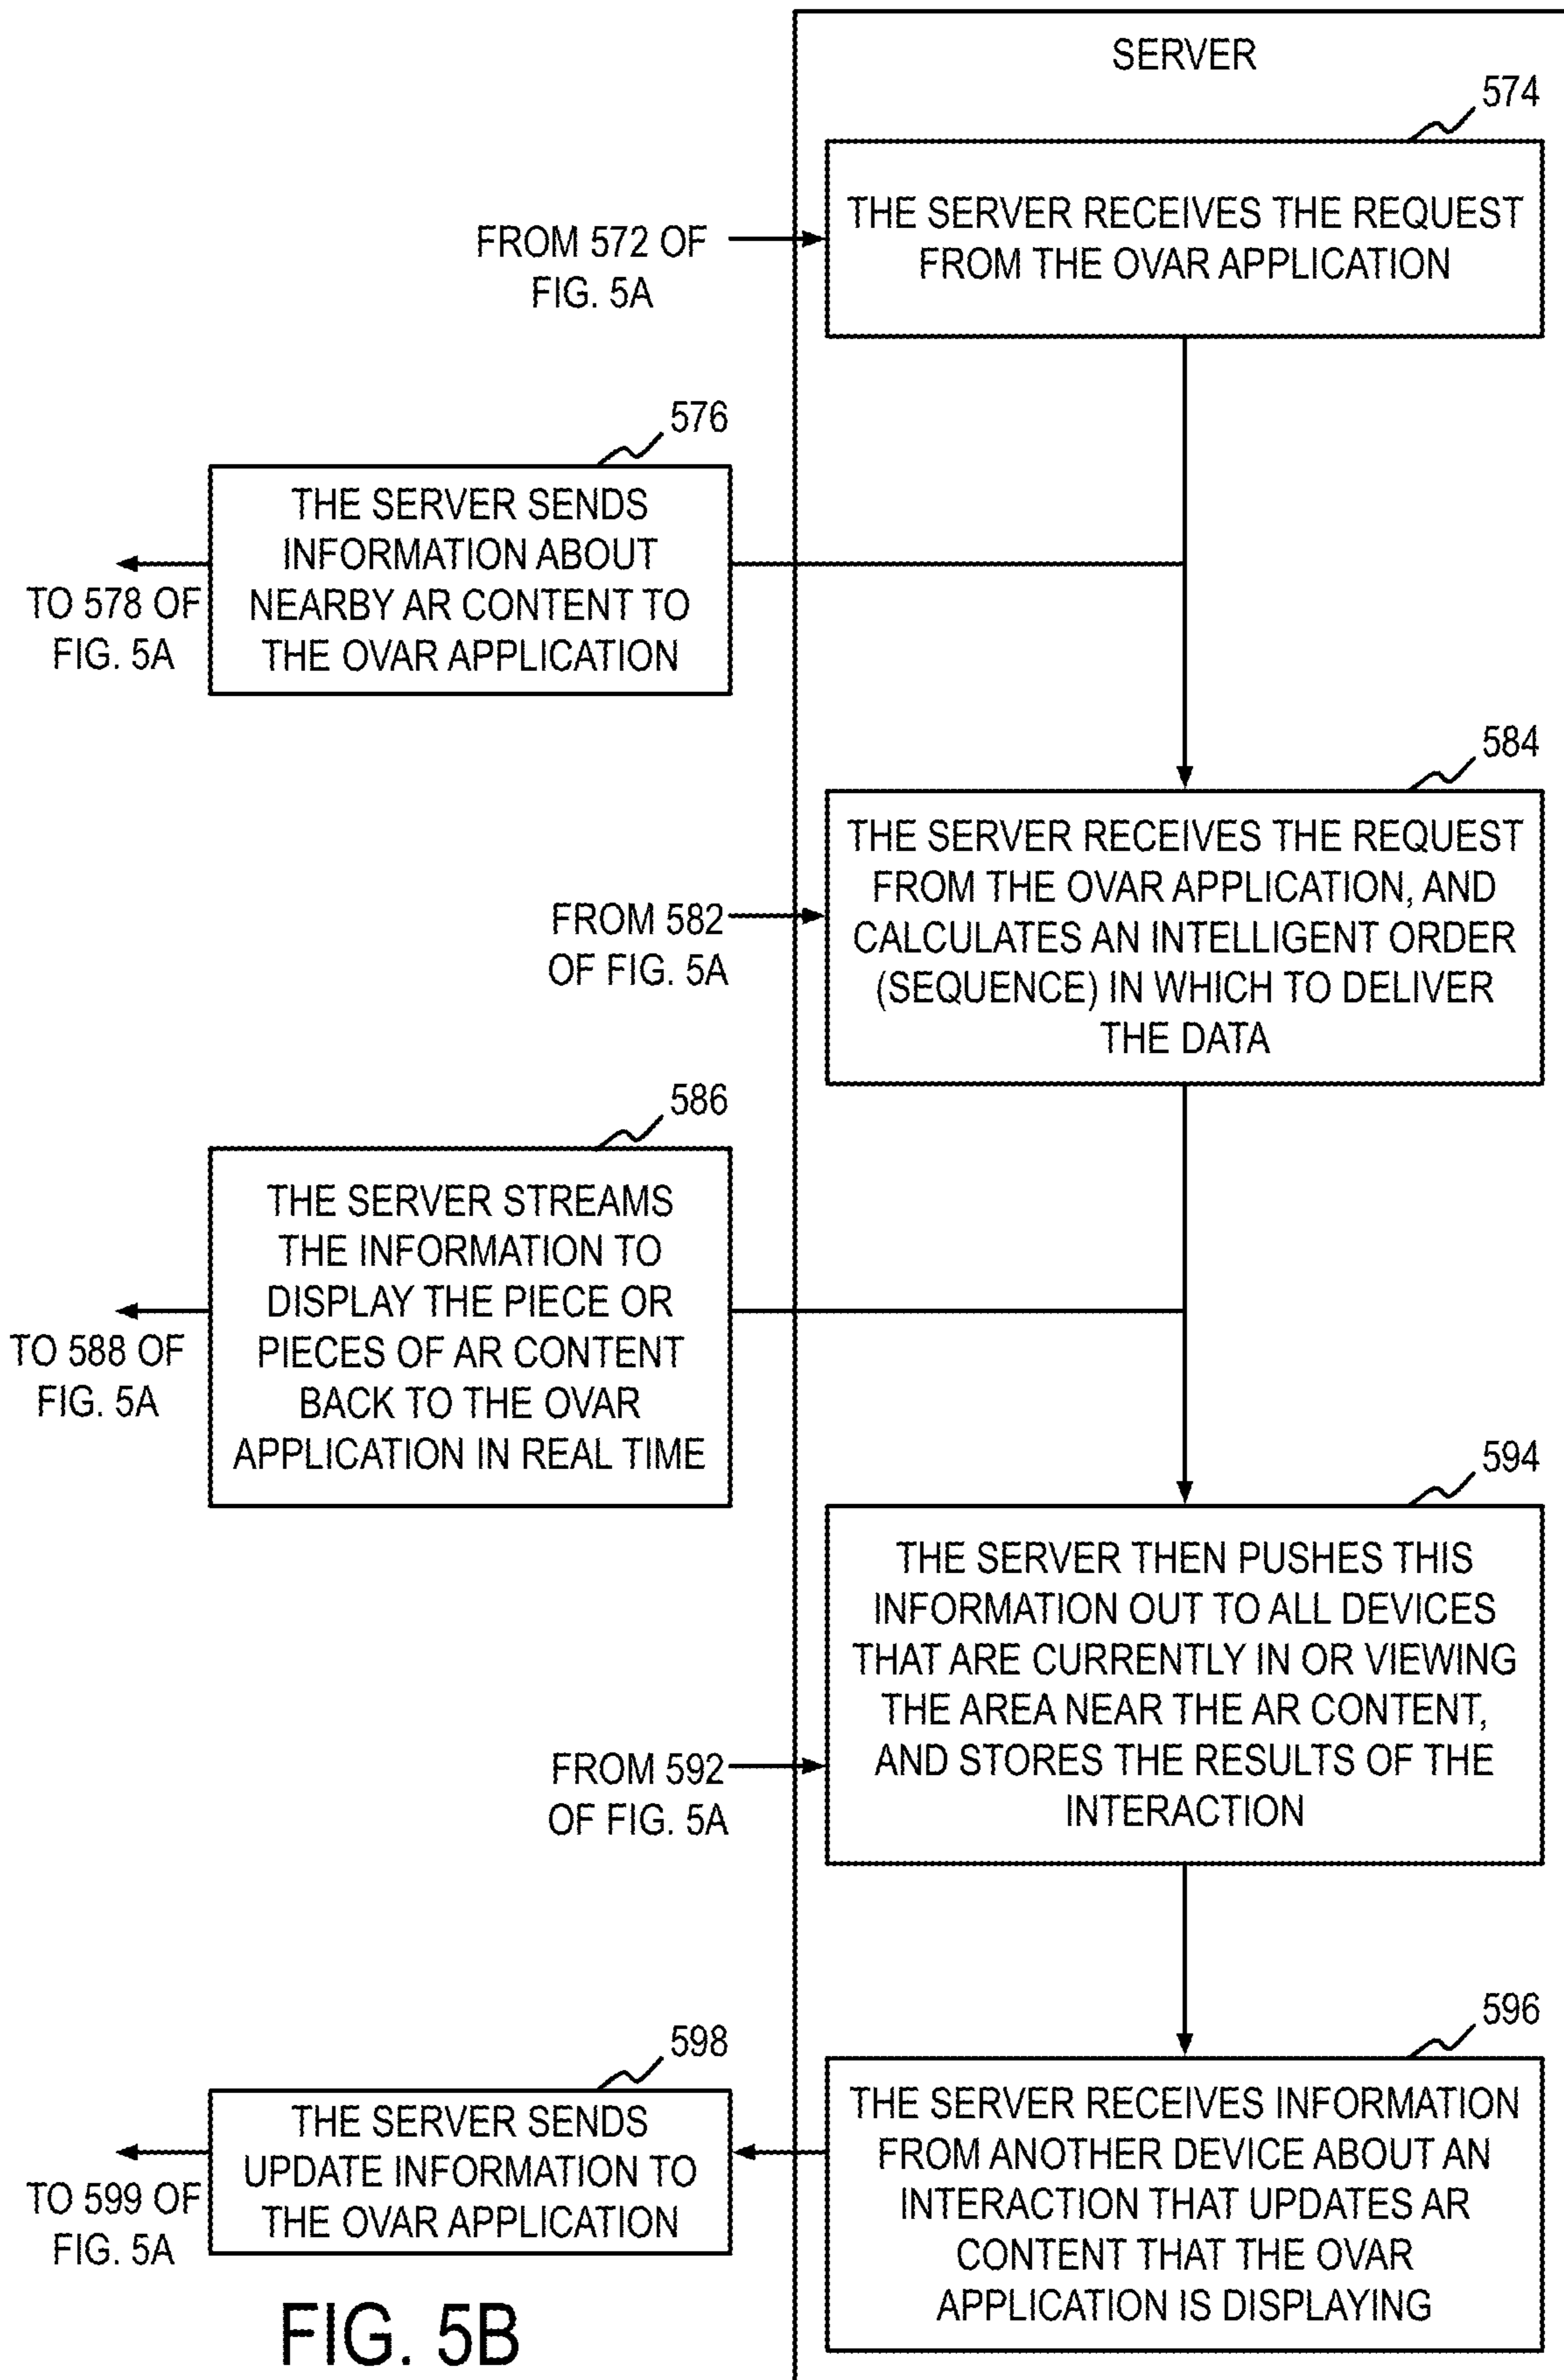 SERVER
574
THE SERVER RECEIVES THE REQUEST
FROM THE OVAR APPLICATION
FROM 572 OF
FIG. 5A
576
THE SERVER SENDS
INFORMATION ABOUT
NEARBY AR CONTENT TO
THE OVAR APPLICATION
TO 578 OF
FIG. 5A
584
THE SERVER RECEIVES THE REQUEST
FROM THE OVAR APPLICATION, AND
CALCULATES AN INTELLIGENT ORDER
(SEQUENCE) IN WHICH TO DELIVER
THE DATA
FROM 582
OF FIG. 5A
586
THE SERVER STREAMS
THE INFORMATION TO
DISPLAY THE PIECE OR
PIECES OF AR CONTENT
BACK TO THE OVAR
APPLICATION IN REAL TIME
TO 588 OF
FIG. 5A
594
THE SERVER THEN PUSHES THIS
INFORMATION OUT TO ALL DEVICES
THAT ARE CURRENTLY IN OR VIEWING
THE AREA NEAR THE AR CONTENT,
AND STORES THE RESULTS OF THE
INTERACTION
FROM 592
OF FIG. 5A
596
THE SERVER RECEIVES INFORMATION
FROM ANOTHER DEVICE ABOUT AN
INTERACTION THAT UPDATES AR
CONTENT THAT THE OVAR
APPLICATION IS DISPLAYING
598
THE SERVER SENDS
UPDATE INFORMATION TO
THE OVAR APPLICATION
TO 599 OF
FIG. 5A
FIG. 5B